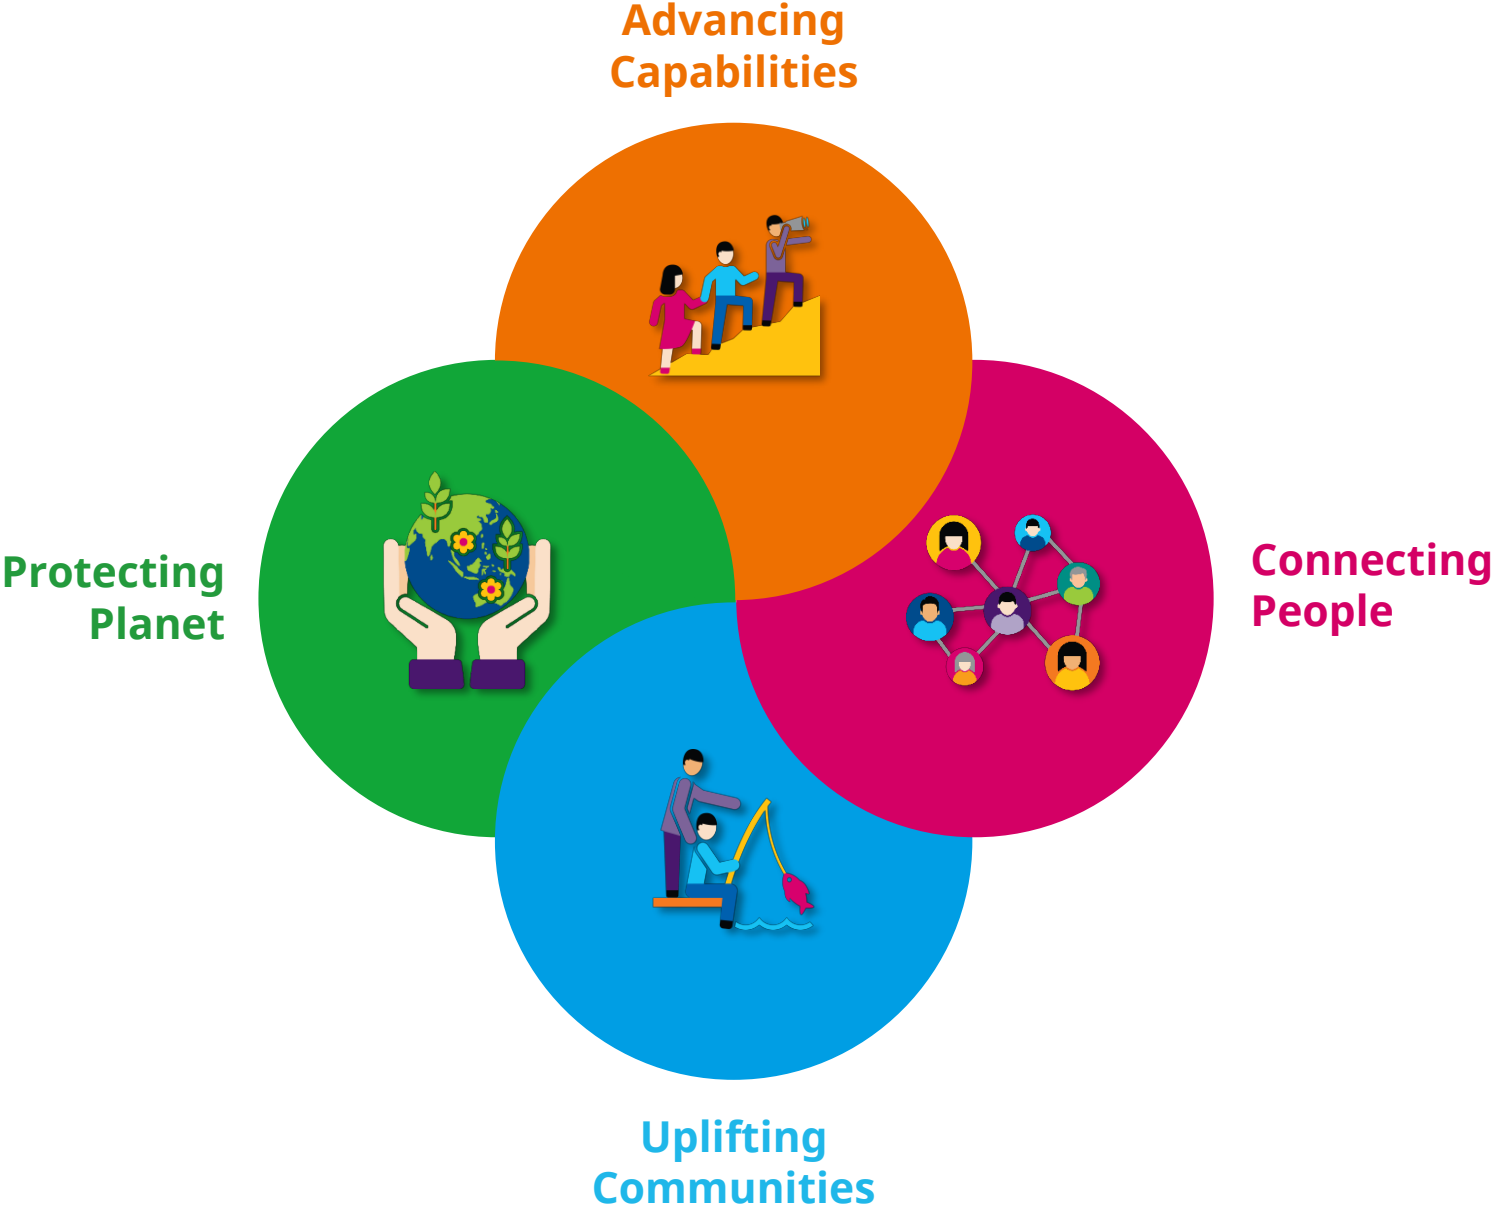 Advancing
Capabilities
Protecting
Planet
Connecting
People
Uplifting
Communities